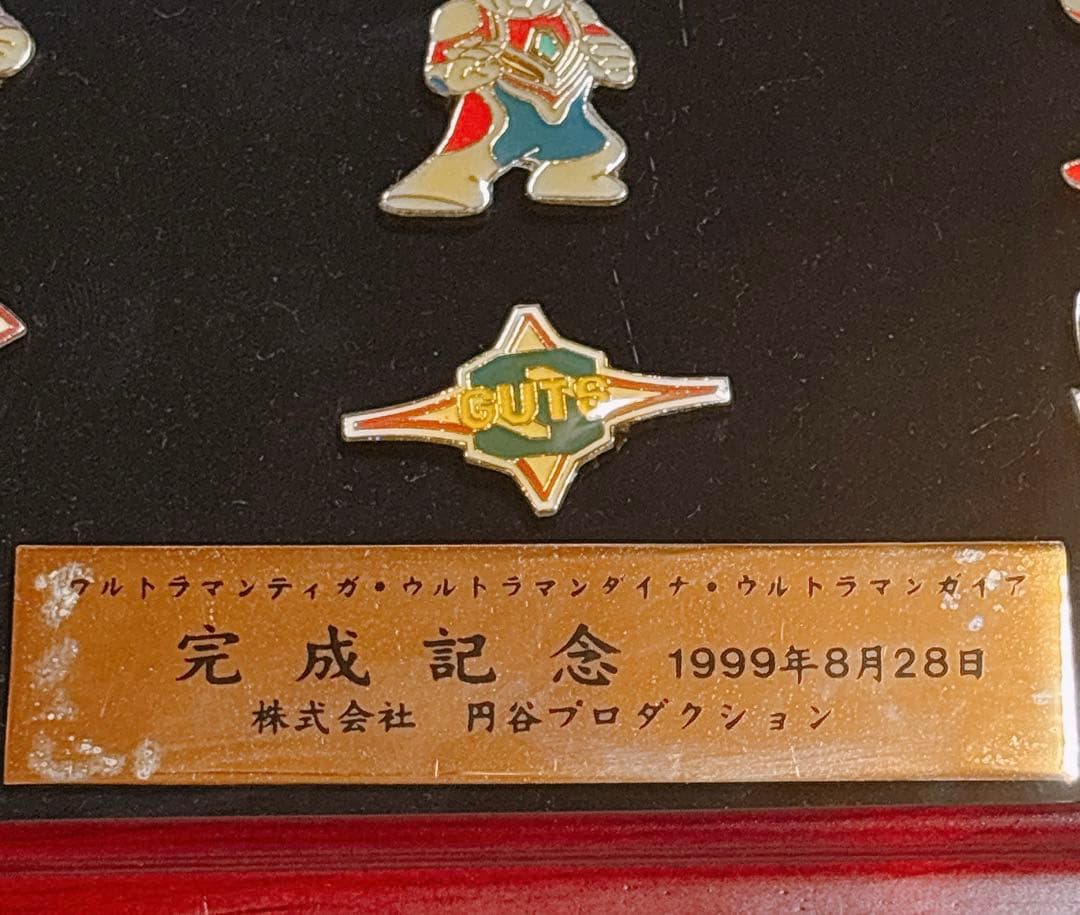 GUTS
ウルトラマンティガ・ウルトラマンダイナ・ウルトラマンガイア
完成記念 1999年8月28日
株式会社 円谷プロダクション